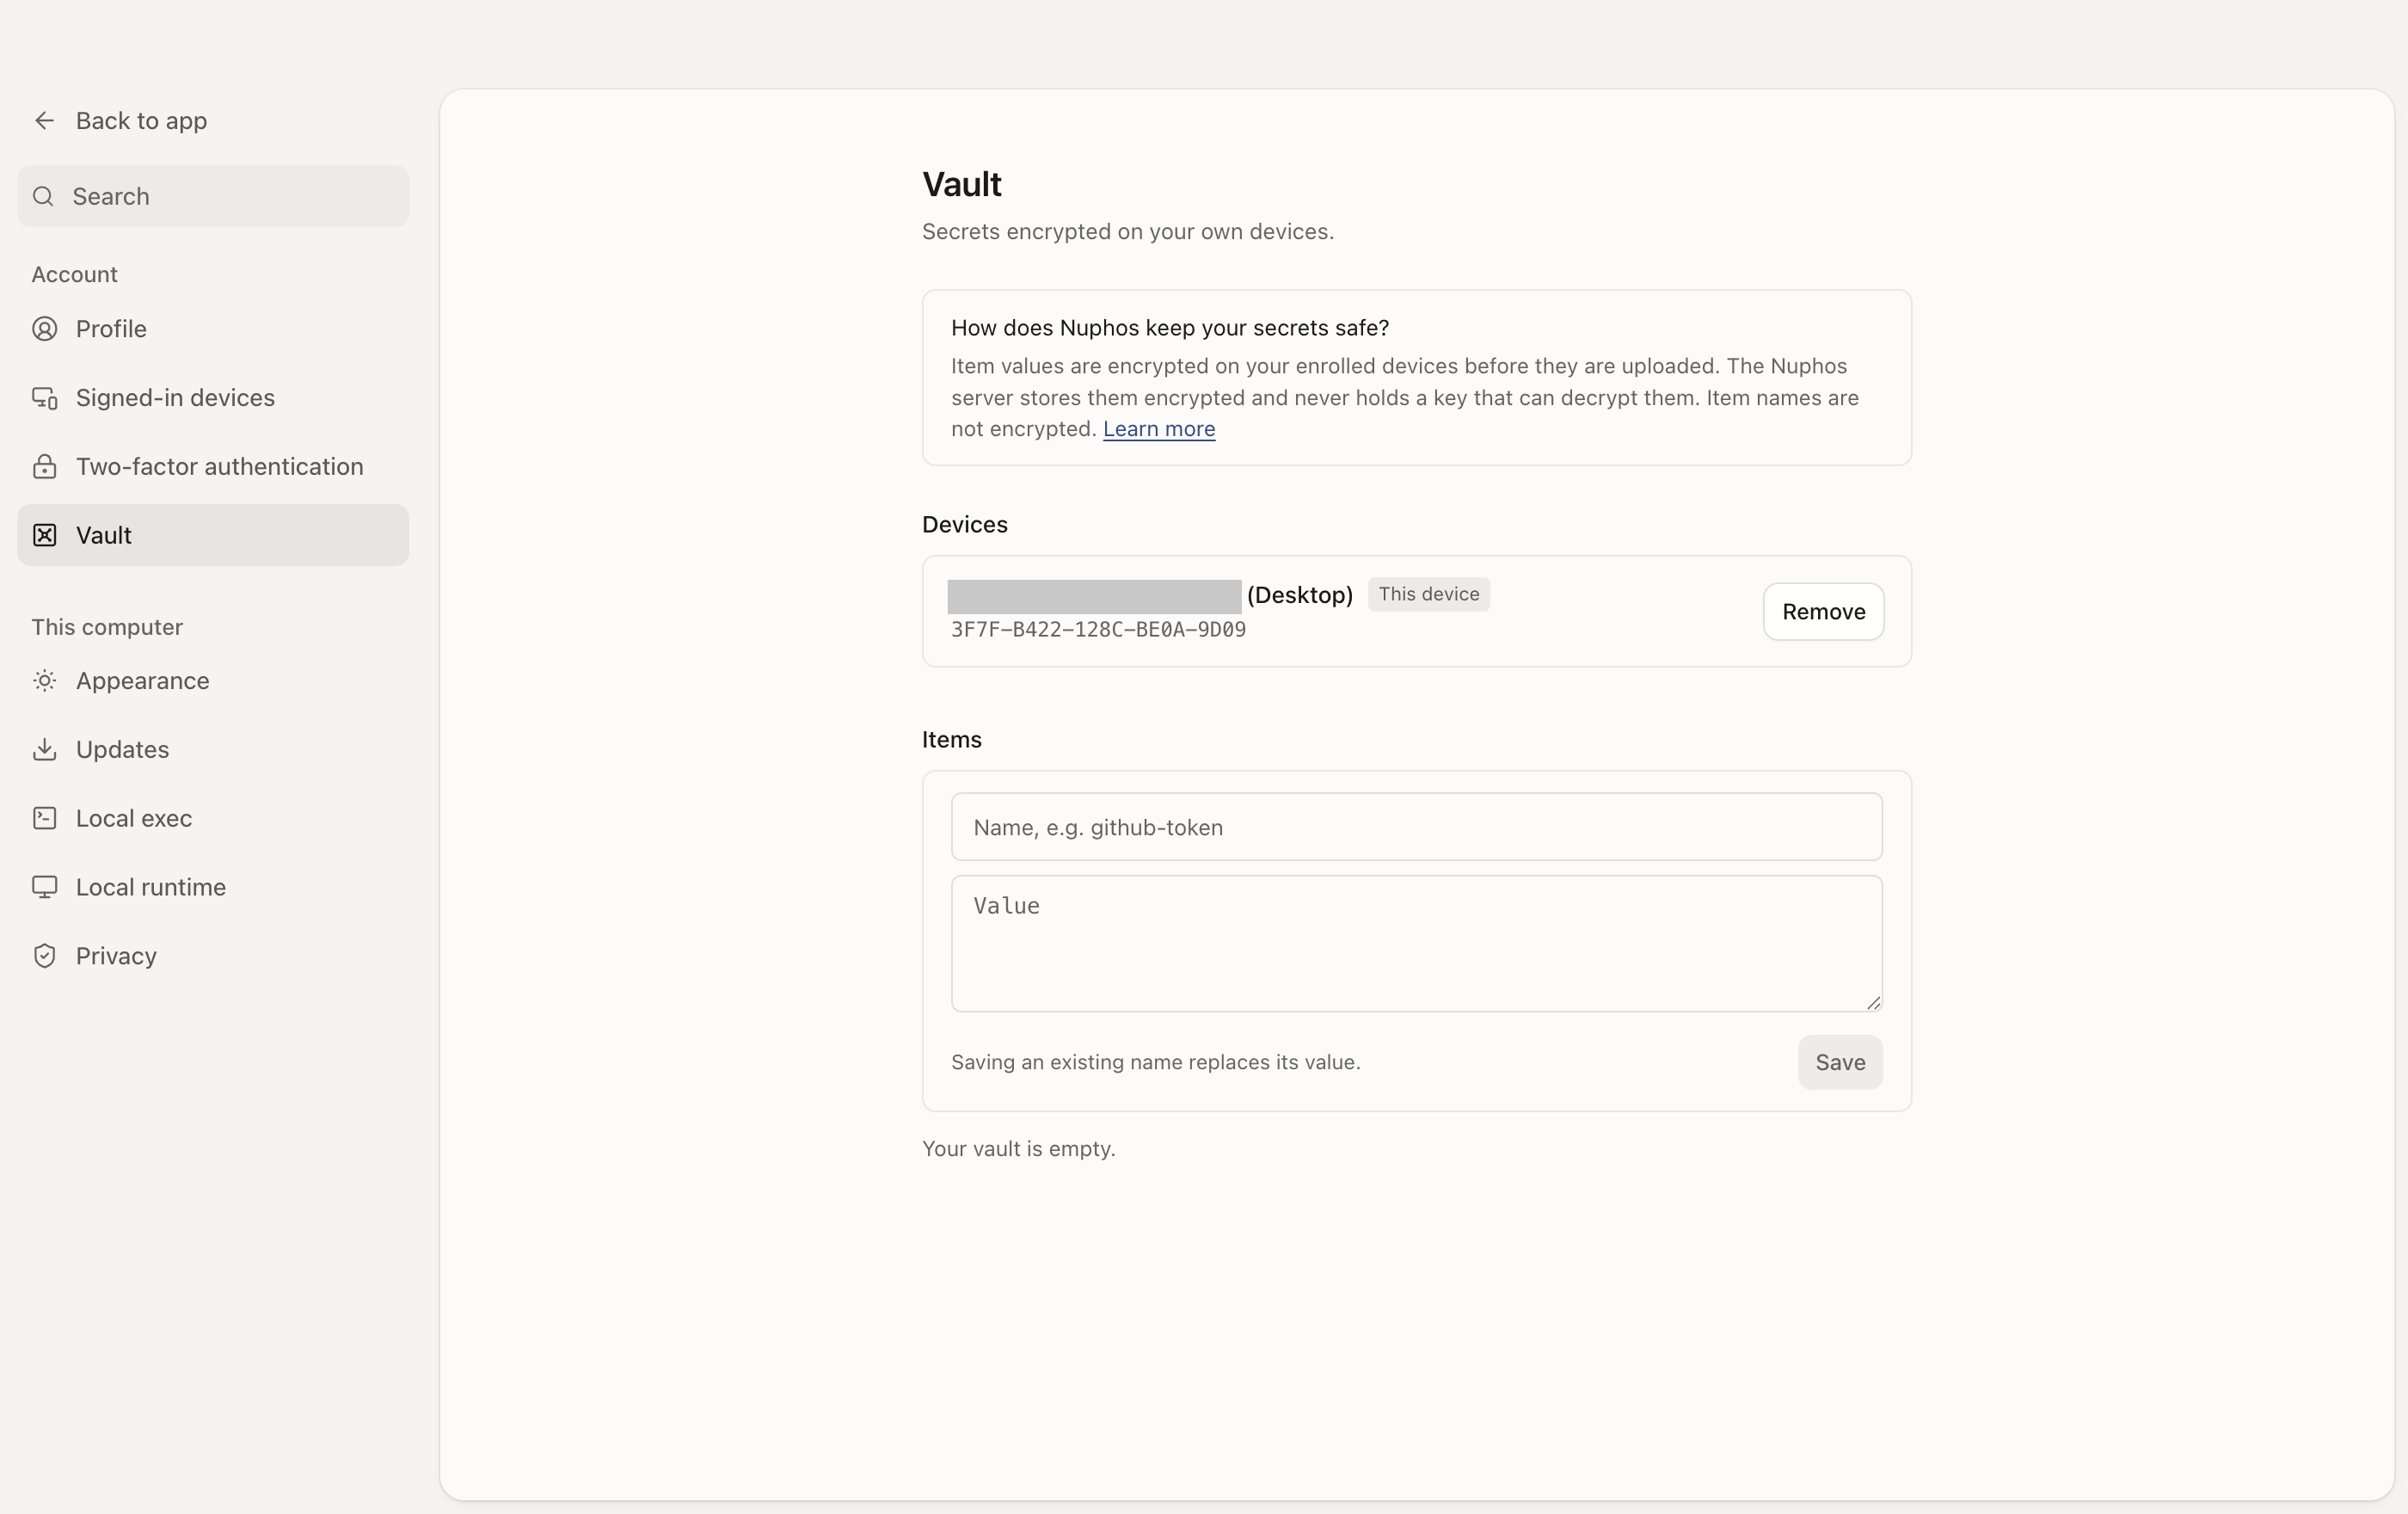 Back to app
Search
Account
Profile
Signed-in devices
Two-factor authentication
Vault
This computer
Appearance
Updates
Local exec
Local runtime
Privacy
Vault
Secrets encrypted on your own devices.
How does Nuphos keep your secrets safe?
Item values are encrypted on your enrolled devices before they are uploaded. The Nuphos
server stores them encrypted and never holds a key that can decrypt them. Item names are
not encrypted. Learn more
Devices
(Desktop) This device
3F7F-B422-128C-BE0A-9D09
Remove
Items
Name, e.g. github-token
Value
Saving an existing name replaces its value.
Save
Your vault is empty.